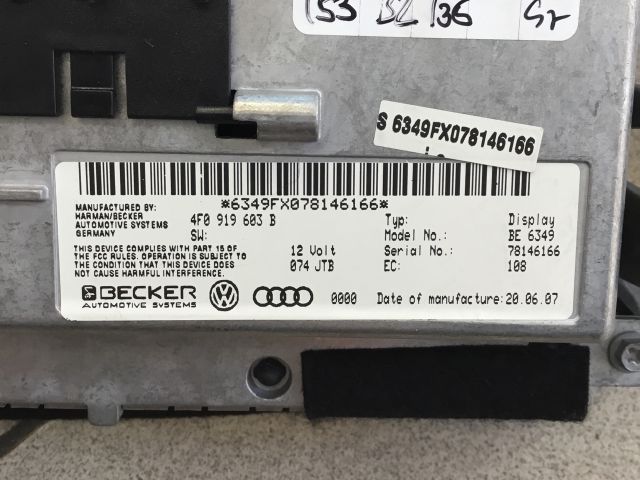 153 BZ 136 Gr
S 6349FX078146166
*6349FX078146166*
MANUFACTURED BY:
HARMAN/BECKER
AUTOMOTIVE SYSTEMS
GERMANY
4F0 919 603 B
SW:
Typ: Display
Model No.: BE 6349
THIS DEVICE COMPLIES WITH PART 15 OF
THE FCC RULES. OPERATION IS SUBJECT TO
THE CONDITION THAT THIS DEVICE DOES
NOT CAUSE HARMFUL INTERFERENCE.
12 Volt
074 JTB
Serial No.: 78146166
EC: 108
BECKER
AUTOMOTIVE SYSTEMS
0000 Date of manufacture: 20.06.07